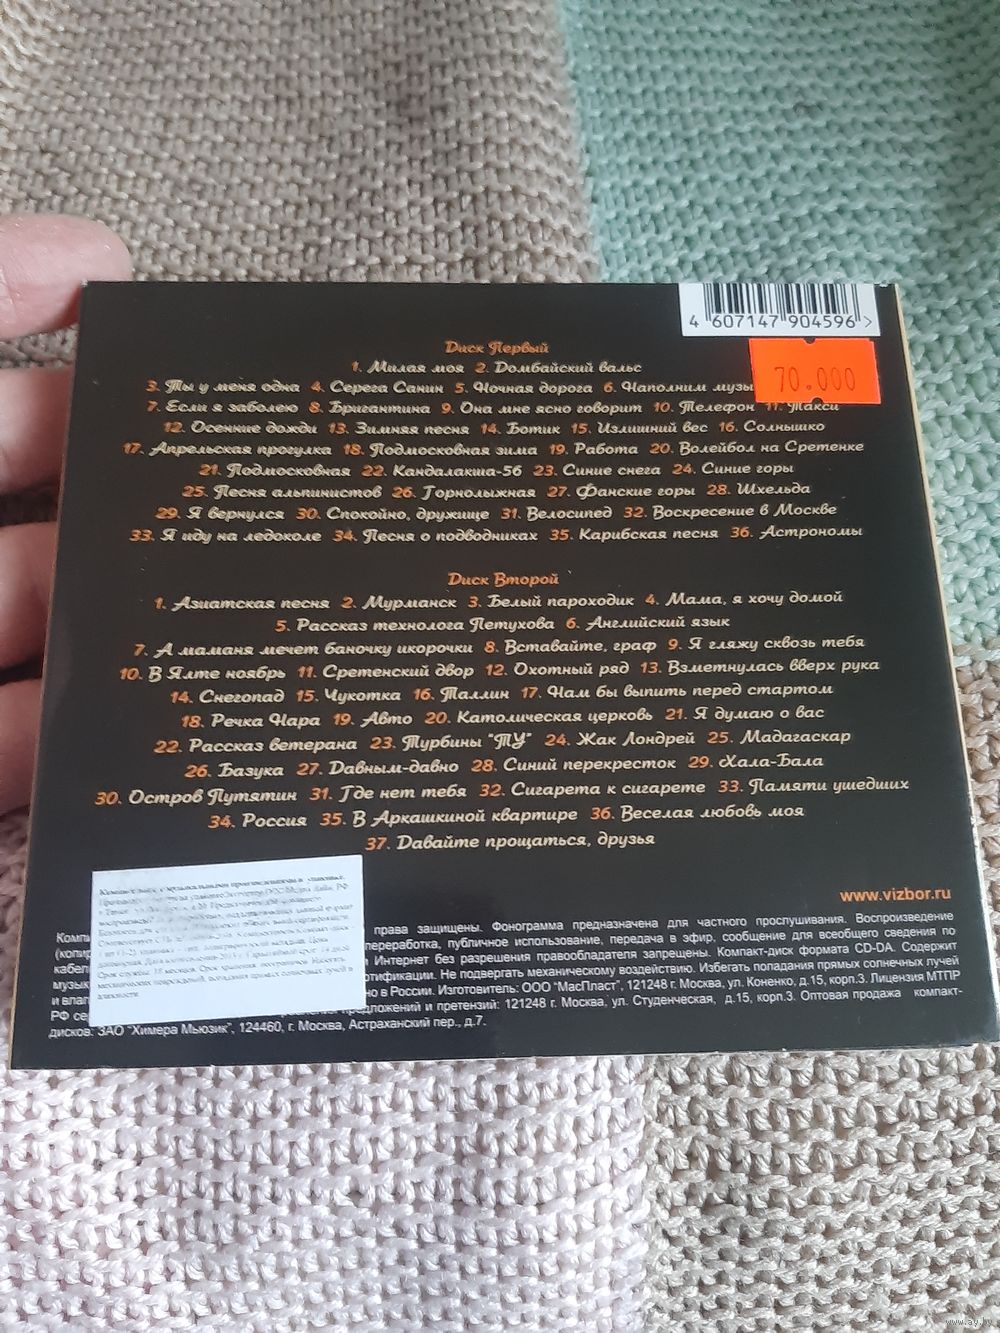 4 607147 904596 >
70.000
Диск Первый
1. Милая моя 2. Домбайский вальс
3. Ты у меня одна 4. Серега Санин 5. Ночная дорога 6. Наполним музы
7. Если я заболею 8. Бригантина 9. Она мне ясно говорит 10. Телефон 11. Такси
12. Осенние дожди 13. Зимняя песня 14. Ботик 15. Излишний вес 16. Солнышко
17. Апрельская прогулка 18. Подмосковная зима 19. Работа 20. Волейбол на Сретенке
21. Подмосковная 22. Кандалакша-56 23. Синие снега 24. Синие горы
25. Песня альпинистов 26. Горнолыжная 27. Фанские горы 28. Шхельда
29. Я вернулся 30. Спокойно, дружище 31. Велосипед 32. Воскресение в Москве
33. Я иду на ледоколе 34. Песня о подводниках 35. Карибская песня 36. Астрономы
Диск Второй
1. Азиатская песня 2. Мурманск 3. Белый пароходик 4. Мама, я хочу домой
5. Рассказ технолога Петухова 6. Английский язык
7. А маманя мечет баночку икорочки 8. Вставайте, граф 9. Я гляжу сквозь тебя
10. В Ялте ноябрь 11. Сретенский двор 12. Охотный ряд 13. Взметнулась вверх рука
14. Снегопад 15. Чукотка 16. Таллин 17. Нам бы выпить перед стартом
18. Речка Нара 19. Авто 20. Католическая церковь 21. Я думаю о вас
22. Рассказ ветерана 23. Турбины "ТУ" 24. Жак Лондрей 25. Мадагаскар
26. Базука 27. Давным-давно 28. Синий перекресток 29. Хала-Бала
30. Остров Путятин 31. Где нет тебя 32. Сигарета к сигарете 33. Памяти ушедших
34. Россия 35. В Аркашкиной квартире 36. Веселая любовь моя
37. Давайте прощаться, друзья
www.vizbor.ru
Компа права защищены. Фонограмма предназначена для частного прослушивания. Воспроизведение
(копир переработка, публичное использование, передача в эфир, сообщение для всеобщего сведения по
кабел и Интернет без разрешения правообладателя запрещены. Компакт-диск формата CD-DA. Содержит
музык ртификации. Не подвергать механическому воздействию. Избегать попадания прямых солнечных лучей
и влаг но в России. Изготовитель: ООО "МасПласт", 121248 г. Москва, ул. Коненко, д.15, корп.3. Лицензия МТПР
РФ сер предложений и претензий: 121248 г. Москва, ул. Студенческая, д.15, корп.3. Оптовая продажа компакт-
дисков: ЗАО "Химера Мьюзик", 124460, г. Москва, Астраханский пер., д.7.
www.ay.by